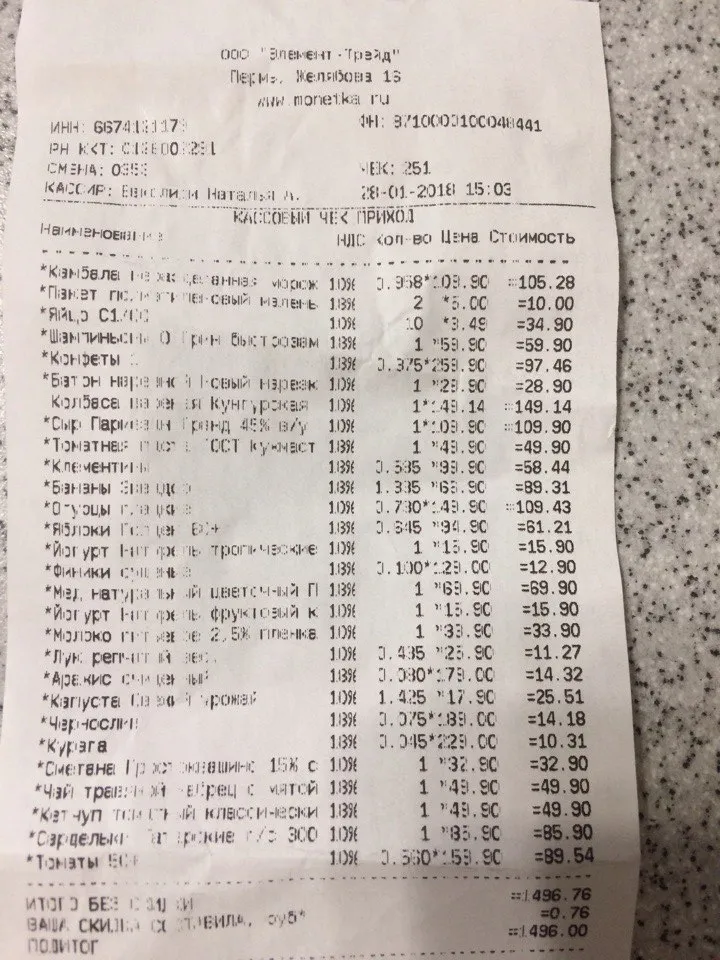 ООО "Элемент-Трейд"
Пермь, Желябова 16
www.monetka.ru
ИНН: 6674121179 ФН: 8710000100048441
РН ККТ:
СМЕНА: 0353 ЧЕК: 251
КАССИР: Наталья А. 28-01-2018 15:03
КАССОВЫЙ ЧЕК ПРИХОД
Наименование НДС Кол-во Цена Стоимость
*Камбала неразделанная морож 10% 0.958*109.90 =105.28
*Пакет полиэтиленовый малень 18% 2 *5.00 =10.00
*Яйцо С1 10% 10 *3.49 =34.90
*Шампиньоны Грин быстрозам 18% 1 *59.90 =59.90
*Конфеты 18% 0.375*259.90 =97.46
*Батон нарезной Новый нарезк 10% 1 *28.90 =28.90
Колбаса вареная Кунгурская 10% 1*149.14 =149.14
*Сыр Пармезан Гранд 45% в/у 10% 1*109.90 =109.90
*Томатная паста ГОСТ Кухмаст 18% 1 *49.90 =49.90
*Клементины 18% 0.585 *99.90 =58.44
*Бананы 18% 1.335 *66.90 =89.31
*Огурцы гладкие 10% 0.730*149.90 =109.43
*Яблоки 10% 0.645 *94.90 =61.21
*Йогурт тропические 10% 1 *15.90 =15.90
*Финики сушеные 18% 0.100*129.00 =12.90
*Мед натуральный цветочный П 18% 1 *69.90 =69.90
*Йогурт фруктовый к 10% 1 *15.90 =15.90
*Молоко питьевое 2,5% пленка 10% 1 *33.90 =33.90
*Лук репчатый вес. 10% 0.435 *25.90 =11.27
*Арахис очищенный 10% 0.080*179.00 =14.32
*Капуста Свежий урожай 10% 1.425 *17.90 =25.51
*Чернослив 18% 0.075*189.00 =14.18
*Курага 18% 0.045*229.00 =10.31
*Сметана Простоквашино 15% с 10% 1 *32.90 =32.90
*Чай травяной чабрец с мятой 18% 1 *49.90 =49.90
*Кетчуп томатный классически 18% 1 *49.90 =49.90
*Сардельки Татарские г/с 300 10% 1 *85.90 =85.90
*Томаты 10% 0.560*159.90 =89.54
ИТОГО БЕЗ СКИДКИ =1496.76
ВАША СКИДКА СОСТАВИЛА, руб* =0.76
ПОДИТОГ =1496.00